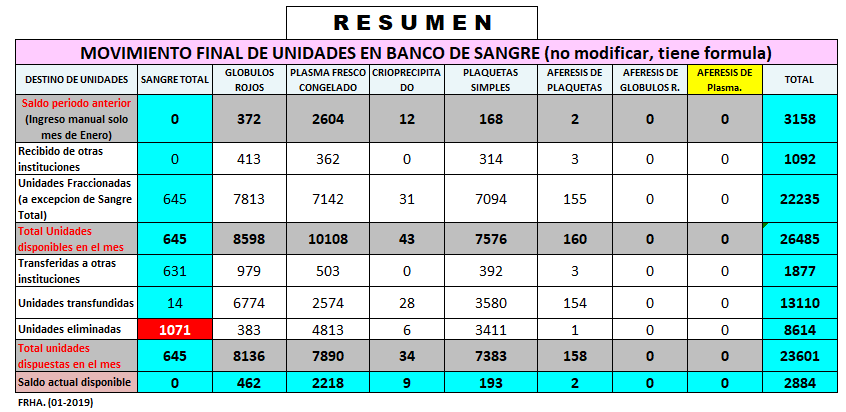 R E S U M E N
MOVIMIENTO FINAL DE UNIDADES EN BANCO DE SANGRE (no modificar, tiene formula)
DESTINO DE UNIDADES SANGRE TOTAL GLOBULOS ROJOS PLASMA FRESCO CONGELADO CRIOPRECIPITA DO PLAQUETAS SIMPLES AFERESIS DE PLAQUETAS AFERESIS DE GLOBULOS R. AFERESIS DE Plasma. TOTAL
Saldo periodo anterior (Ingreso manual solo mes de Enero) 0 372 2604 12 168 2 0 0 3158
Recibido de otras instituciones 0 413 362 0 314 3 0 0 1092
Unidades Fraccionadas (a excepcion de Sangre Total) 645 7813 7142 31 7094 155 0 0 22235
Total Unidades disponibles en el mes 645 8598 10108 43 7576 160 0 0 26485
Transferidas a otras instituciones 631 979 503 0 392 3 0 0 1877
Unidades transfundidas 14 6774 2574 28 3580 154 0 0 13110
Unidades eliminadas 1071 383 4813 6 3411 1 0 0 8614
Total unidades dispuestas en el mes 645 8136 7890 34 7383 158 0 0 23601
Saldo actual disponible 0 462 2218 9 193 2 0 0 2884
FRHA. (01-2019)